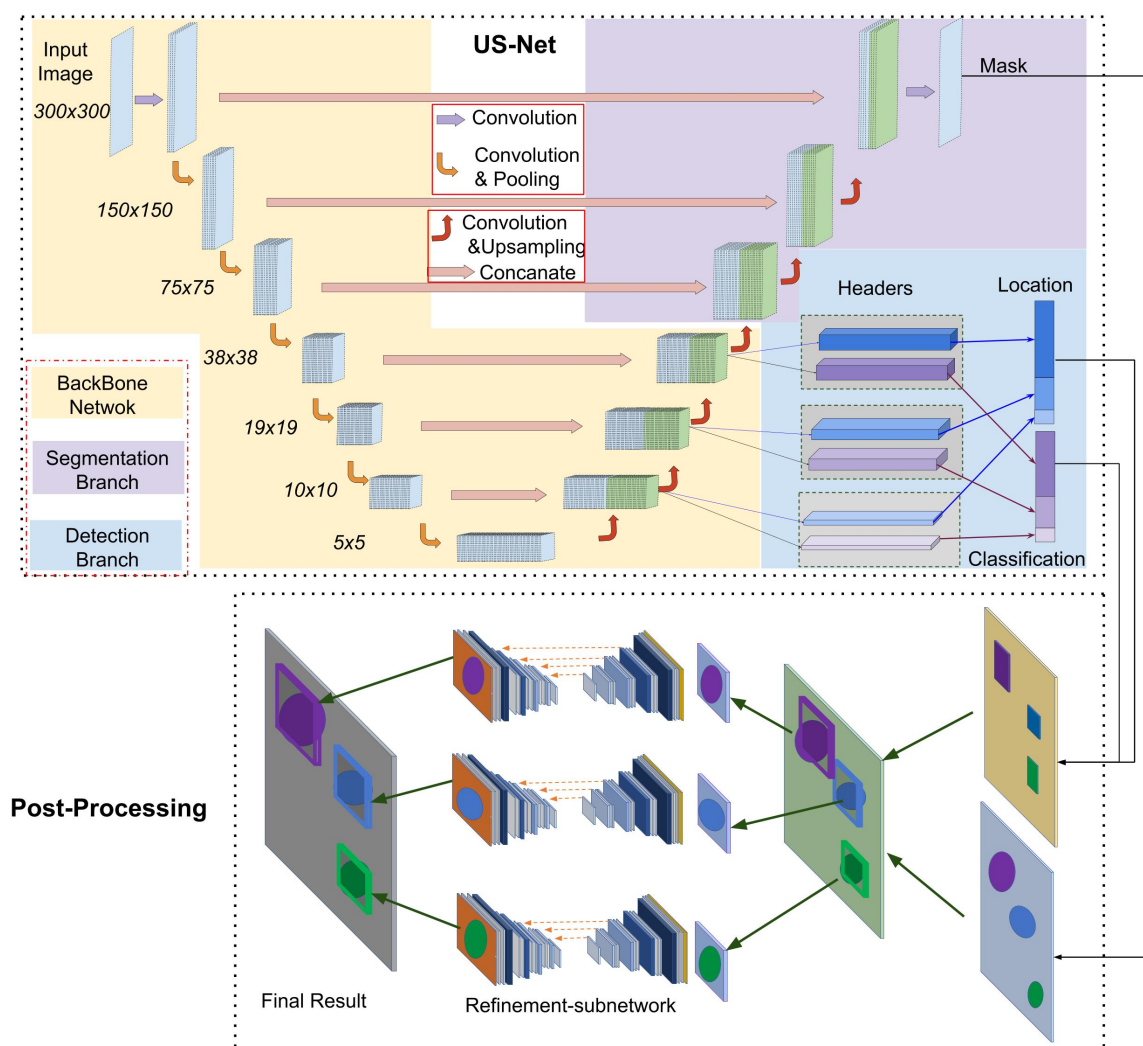 US-Net
Input
Image
300x300
Mask
Convolution
Convolution
& Pooling
150x150
Convolution
&Upsampling
Concanate
75x75
Headers
Location
38x38
BackBone
Netwok
19x19
Segmentation
Branch
10x10
Detection
Branch
5x5
Classification
Post-Processing
Final Result
Refinement-subnetwork